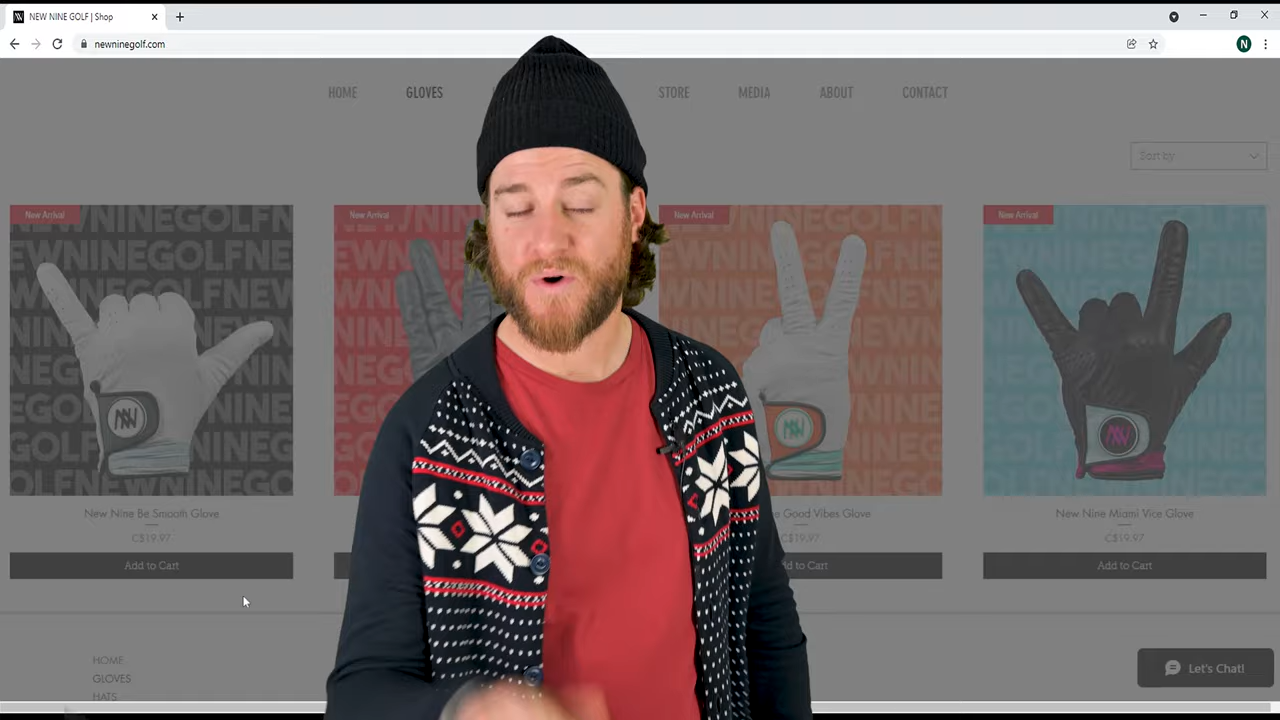 NEW NINE GOLF | Shop
newninegolf.com
N
HOME
GLOVES
STORE
MEDIA
ABOUT
CONTACT
Sort by
New Arrival
New Arrival
New Arrival
New Arrival
New Nine Be Smooth Glove
C$19.97
Add to Cart
Good Vibes Glove
C$19.97
to Cart
New Nine Miami Vice Glove
C$19.97
Add to Cart
HOME
GLOVES
HATS
Let's Chat!